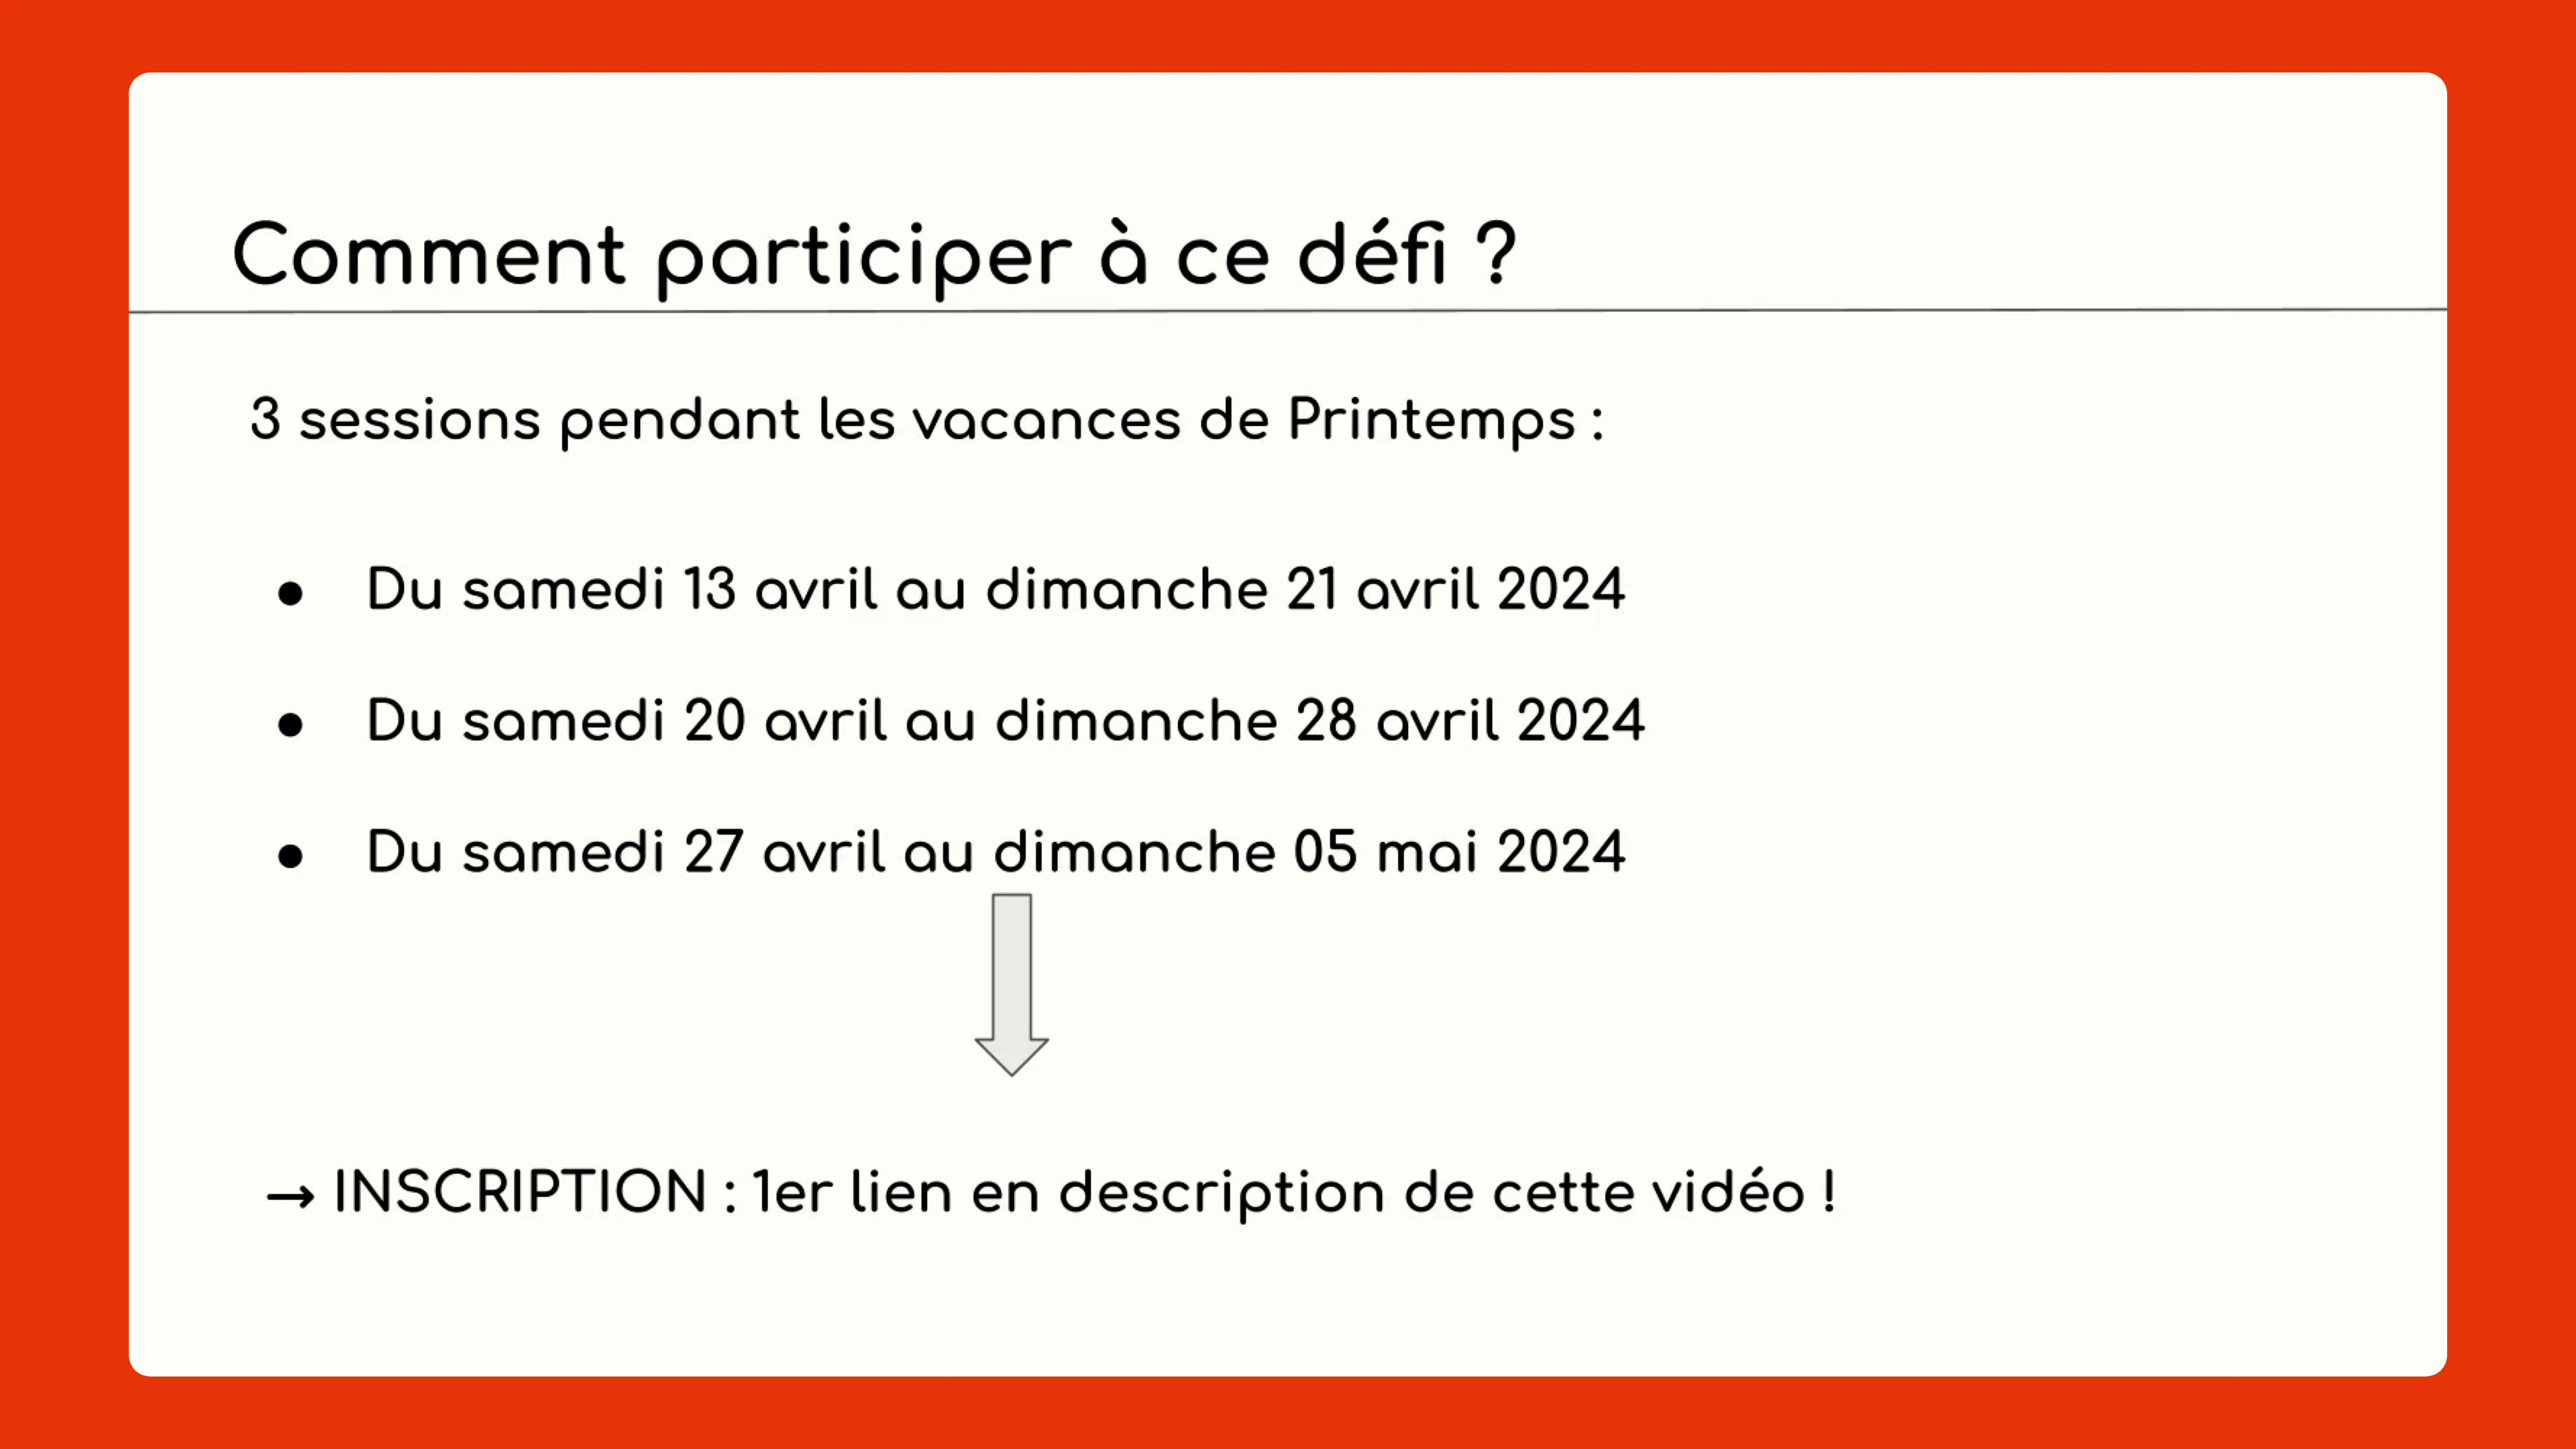 Comment participer à ce défi ?
3 sessions pendant les vacances de Printemps :
● Du samedi 13 avril au dimanche 21 avril 2024
● Du samedi 20 avril au dimanche 28 avril 2024
● Du samedi 27 avril au dimanche 05 mai 2024
→ INSCRIPTION : 1er lien en description de cette vidéo !